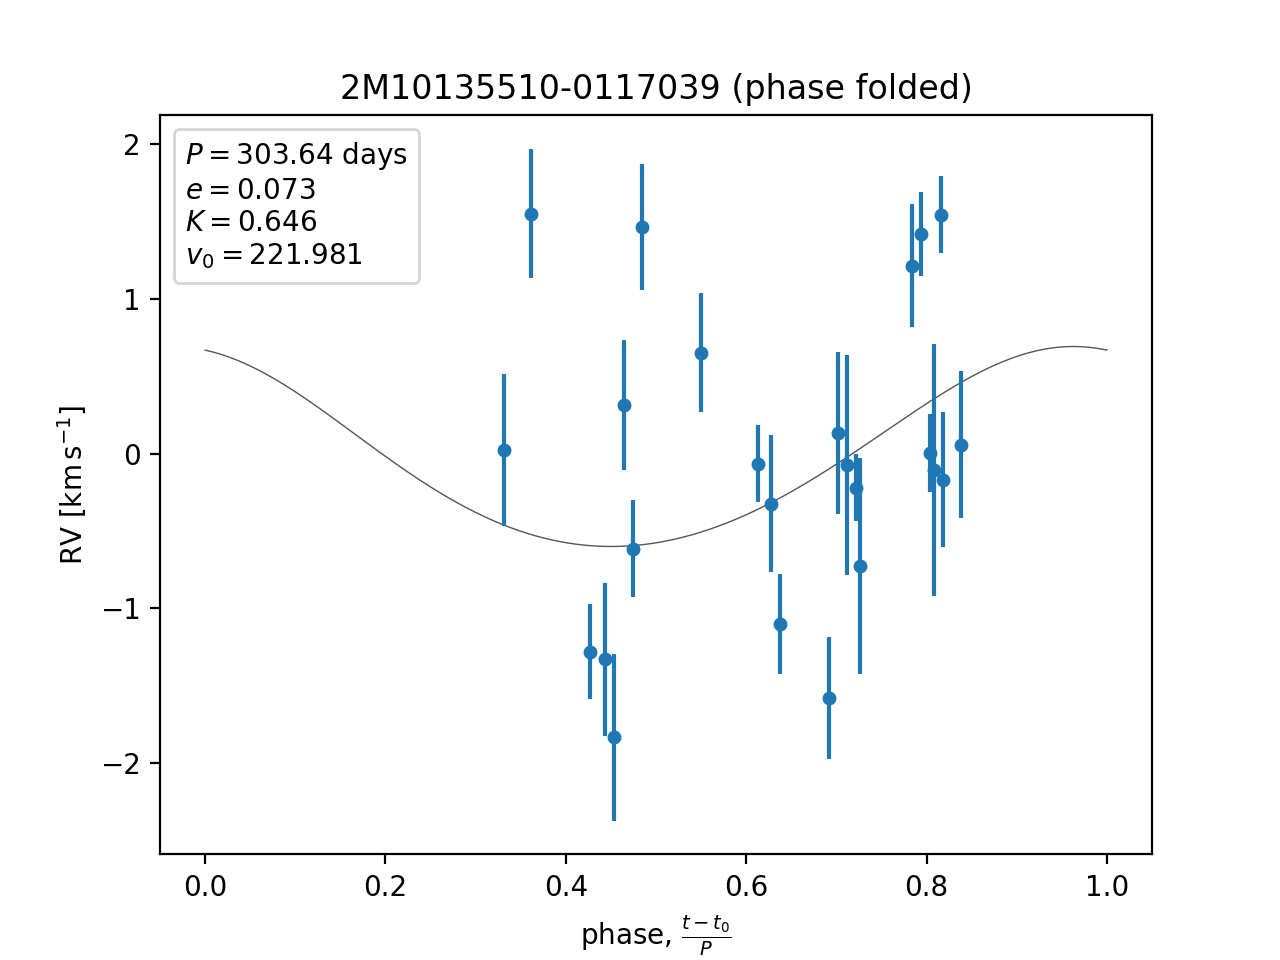 2M10135510-0117039 (phase folded)
P = 303.64 days
e = 0.073
K = 0.646
v₀ = 221.981
2
1
0
−1
−2
RV [km s⁻¹]
0.0 0.2 0.4 0.6 0.8 1.0
phase, (t − t₀)/P